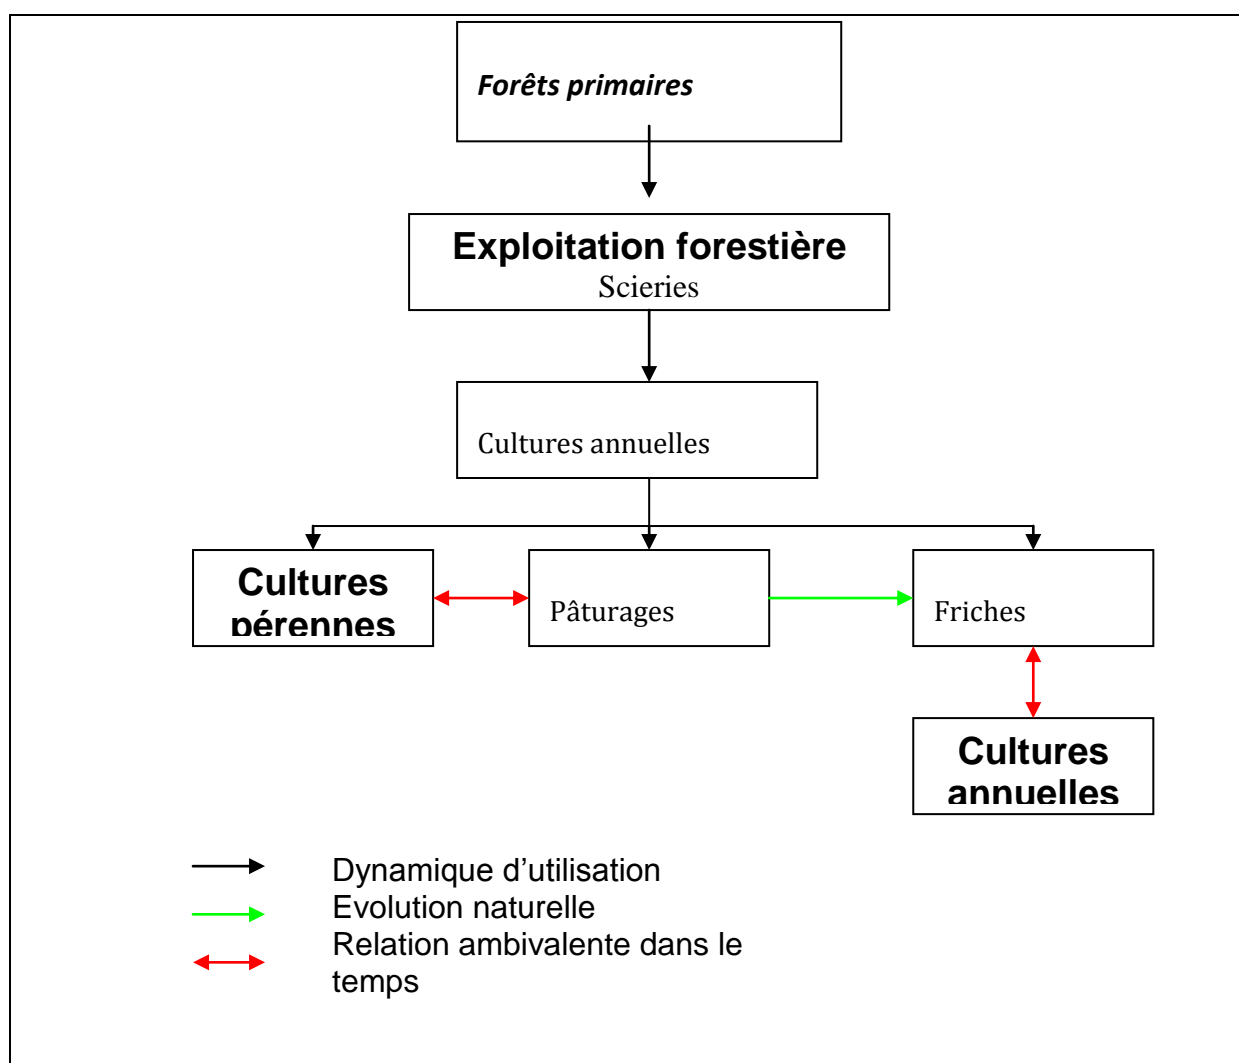 Forêts primaires
Exploitation forestière
Scieries
Cultures annuelles
Cultures
pérennes
Pâturages
Friches
Cultures
annuelles
Dynamique d’utilisation
Evolution naturelle
Relation ambivalente dans le
temps